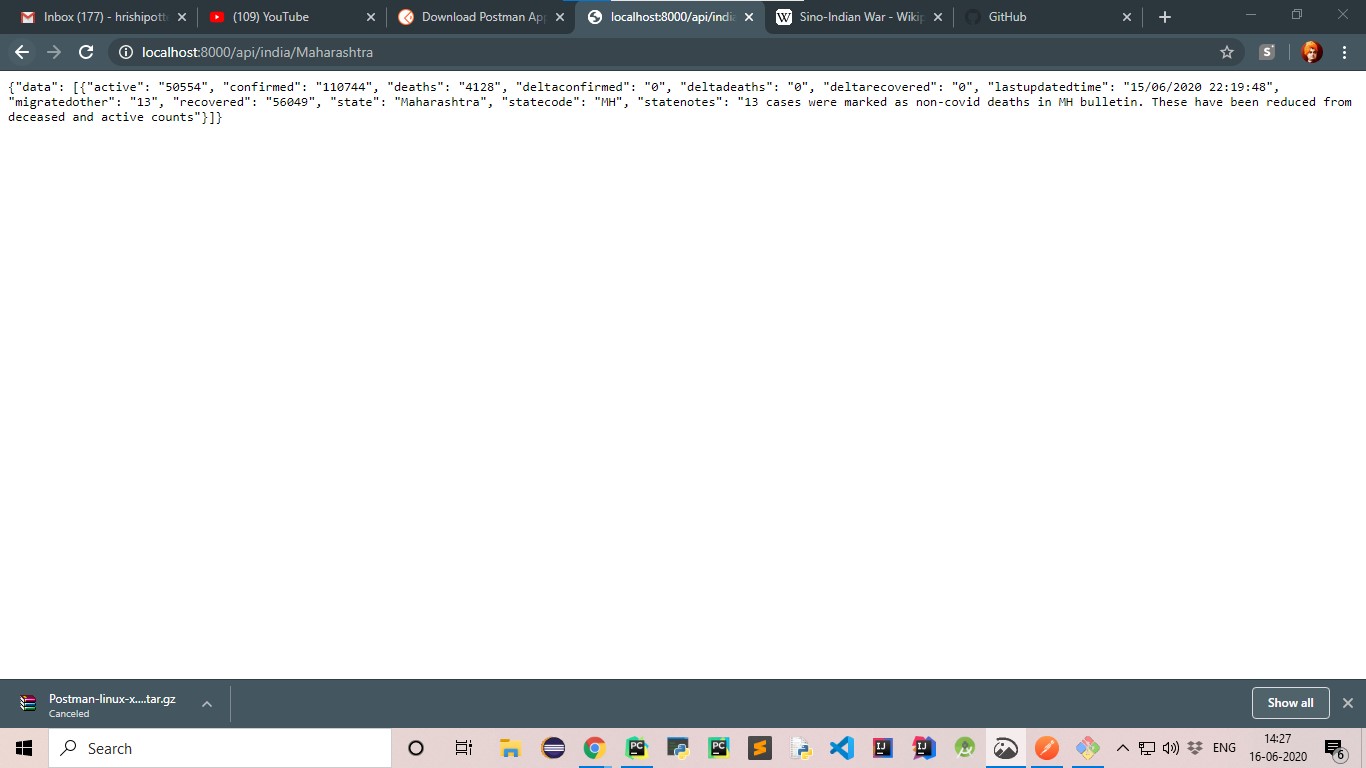 Inbox (177) - hrishipotte
(109) YouTube
Download Postman App
localhost:8000/api/india
Sino-Indian War - Wikip
GitHub
localhost:8000/api/india/Maharashtra
{"data": [{"active": "50554", "confirmed": "110744", "deaths": "4128", "deltaconfirmed": "0", "deltadeaths": "0", "deltarecovered": "0", "lastupdatedtime": "15/06/2020 22:19:48",
"migratedother": "13", "recovered": "56049", "state": "Maharashtra", "statecode": "MH", "statenotes": "13 cases were marked as non-covid deaths in MH bulletin. These have been reduced from
deceased and active counts"}]}
Postman-linux-x....tar.gz
Canceled
Show all
Search
ENG
14:27
16-06-2020
6